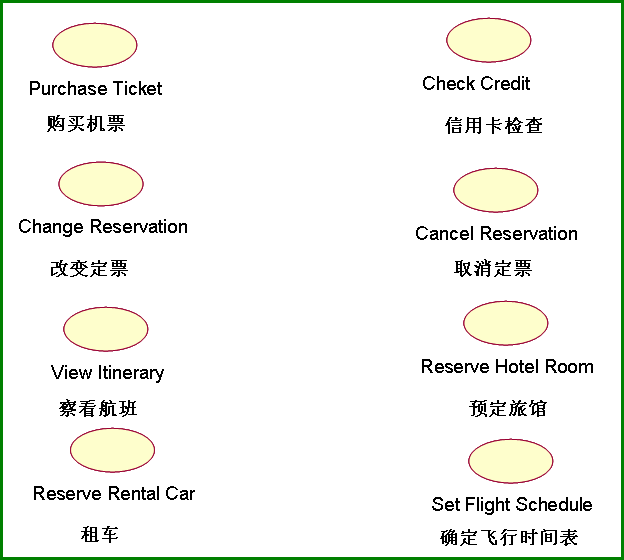 Purchase Ticket
购买机票
Check Credit
信用卡检查
Change Reservation
改变定票
Cancel Reservation
取消定票
View Itinerary
察看航班
Reserve Hotel Room
预定旅馆
Reserve Rental Car
租车
Set Flight Schedule
确定飞行时间表